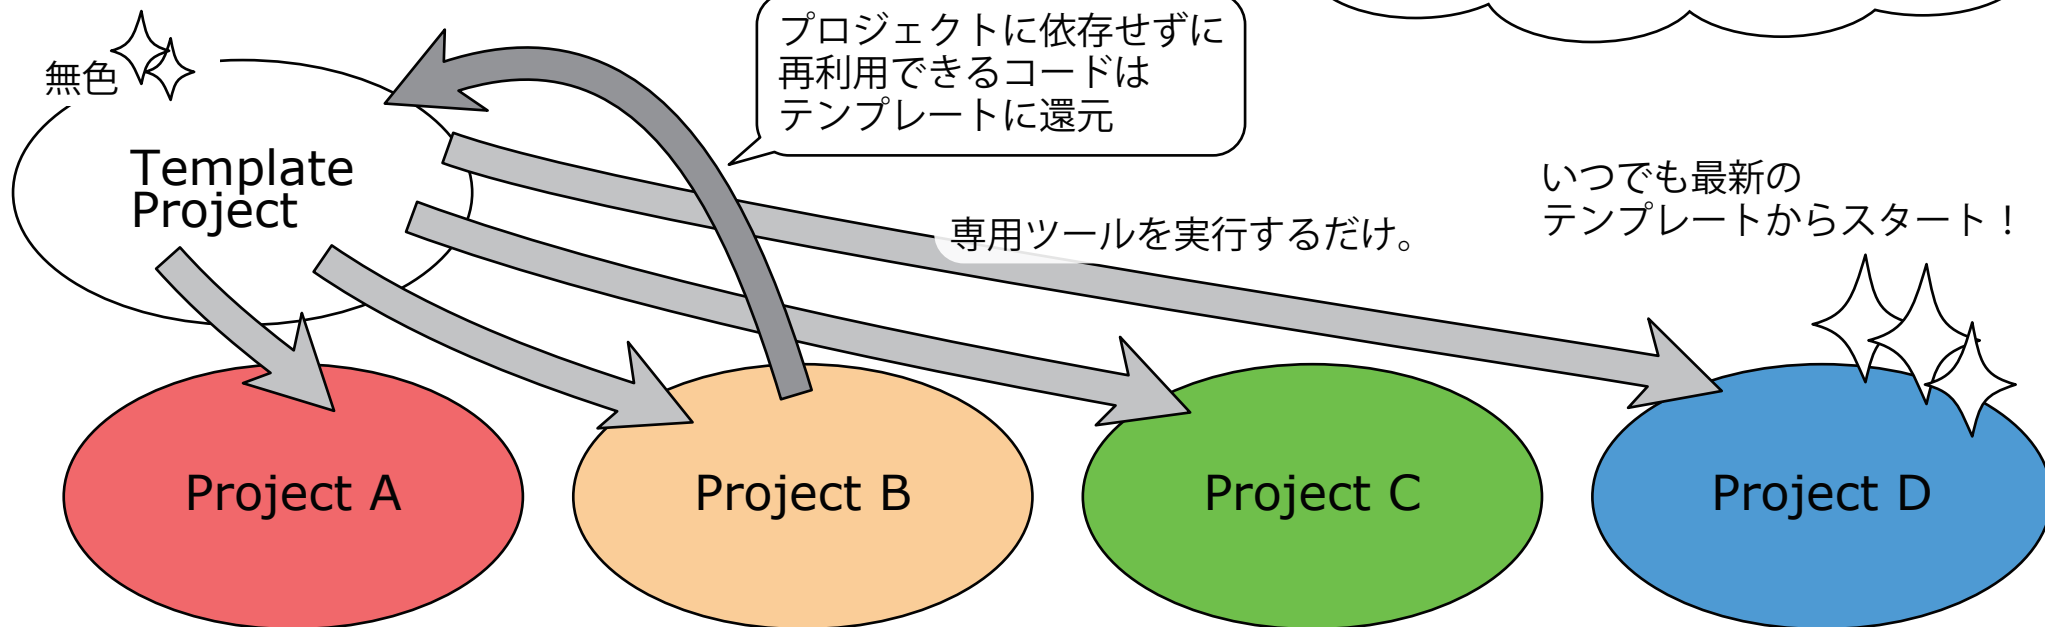 無色
プロジェクトに依存せずに
再利用できるコードは
テンプレートに還元
Template
Project
いつでも最新の
テンプレートからスタート！
専用ツールを実行するだけ。
Project A
Project B
Project C
Project D